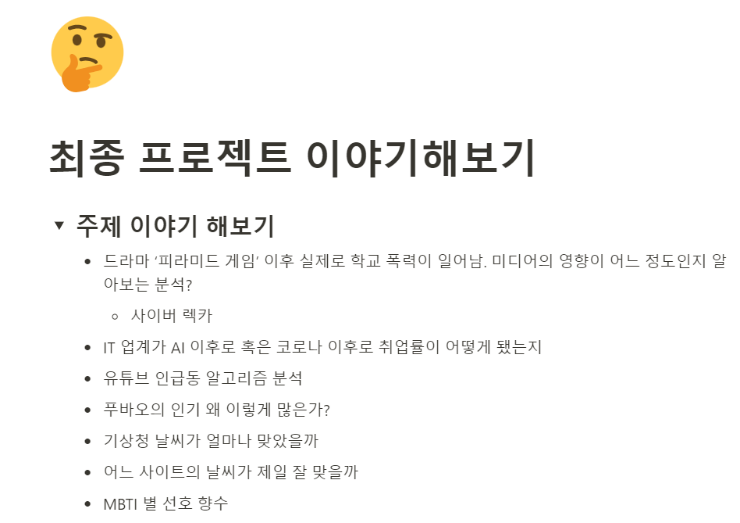 최종 프로젝트 이야기해보기
주제 이야기 해보기
드라마 '피라미드 게임' 이후 실제로 학교 폭력이 일어남. 미디어의 영향이 어느 정도인지 알
아보는 분석?
사이버 렉카
IT 업계가 AI 이후로 혹은 코로나 이후로 취업률이 어떻게 됐는지
유튜브 인급동 알고리즘 분석
푸바오의 인기 왜 이렇게 많은가?
기상청 날씨가 얼마나 맞았을까
어느 사이트의 날씨가 제일 잘 맞을까
MBTI 별 선호 향수